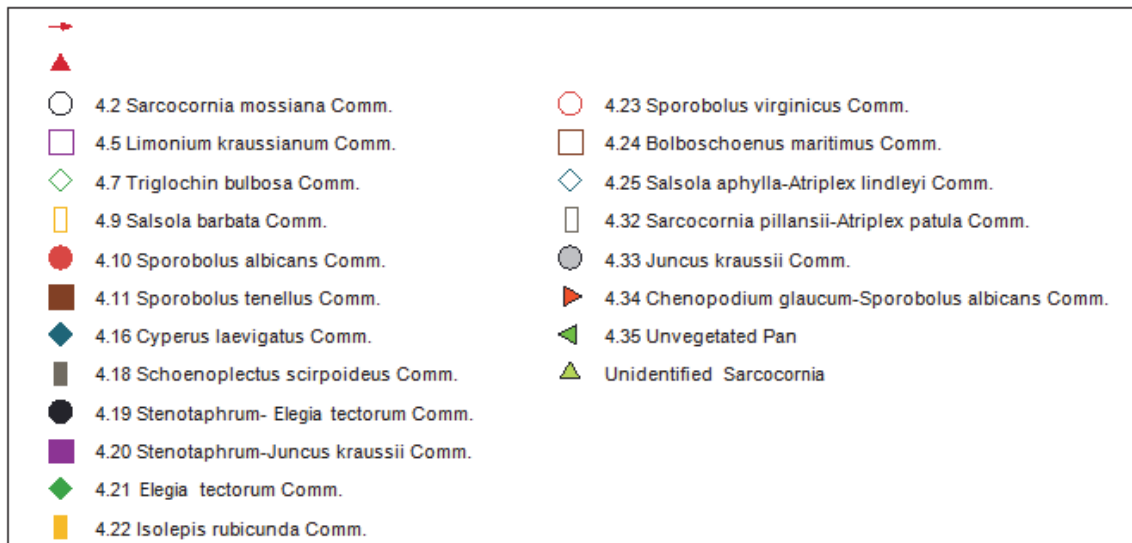 4.2 Sarcocornia mossiana Comm.
4.5 Limonium kraussianum Comm.
4.7 Triglochin bulbosa Comm.
4.9 Salsola barbata Comm.
4.10 Sporobolus albicans Comm.
4.11 Sporobolus tenellus Comm.
4.16 Cyperus laevigatus Comm.
4.18 Schoenoplectus scirpoideus Comm.
4.19 Stenotaphrum- Elegia tectorum Comm.
4.20 Stenotaphrum-Juncus kraussii Comm.
4.21 Elegia tectorum Comm.
4.22 Isolepis rubicunda Comm.
4.23 Sporobolus virginicus Comm.
4.24 Bolboschoenus maritimus Comm.
4.25 Salsola aphylla-Atriplex lindleyi Comm.
4.32 Sarcocornia pillansii-Atriplex patula Comm.
4.33 Juncus kraussii Comm.
4.34 Chenopodium glaucum-Sporobolus albicans Comm.
4.35 Unvegetated Pan
Unidentified Sarcocornia